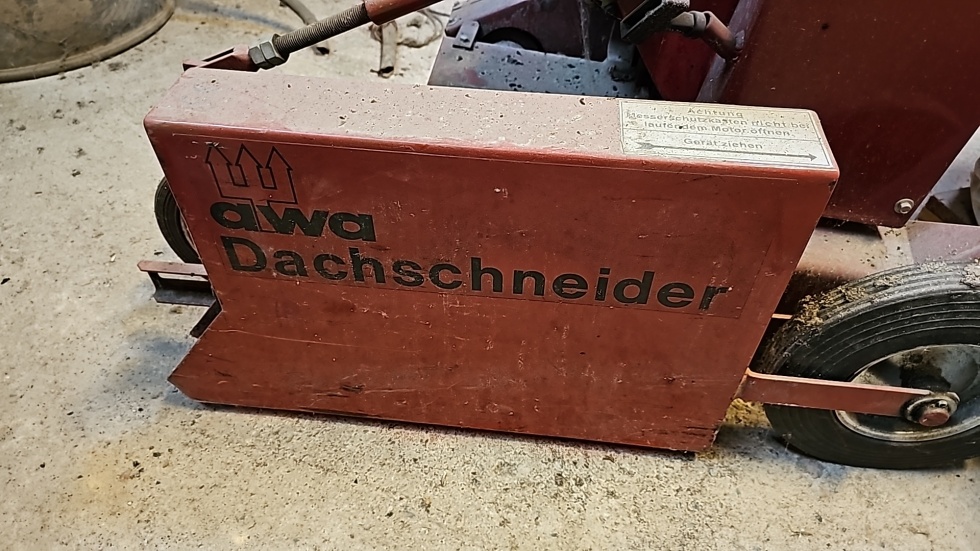 Achtung
Messerschutzkasten nicht bei
laufendem Motor öffnen.
Gerät ziehen
awa
Dachschneider